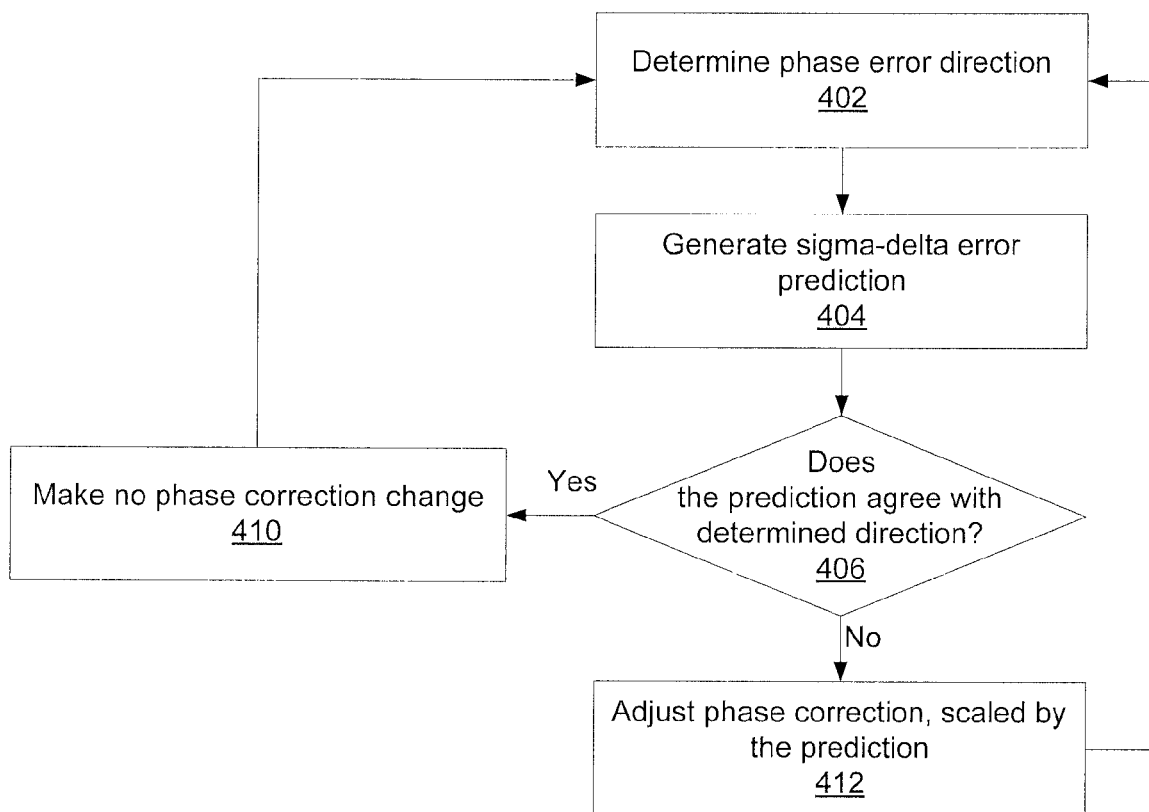 Determine phase error direction
402
Generate sigma-delta error
prediction
404
Does
the prediction agree with
determined direction?
406
Yes
Make no phase correction change
410
No
Adjust phase correction, scaled by
the prediction
412